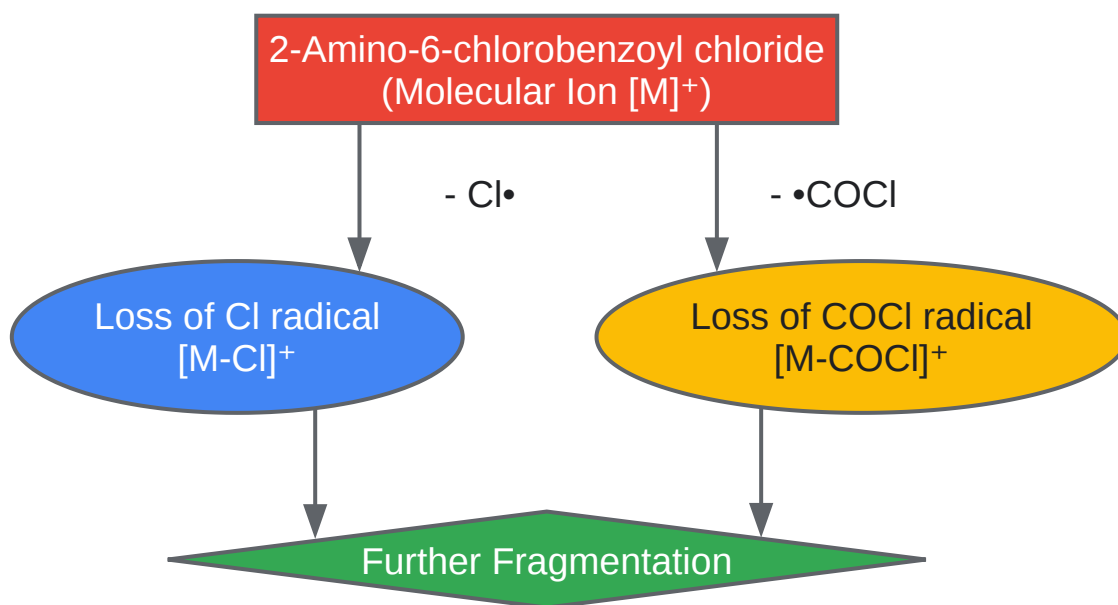 2-Amino-6-chlorobenzoyl chloride
(Molecular Ion [M]⁺)
- Cl•
- •COCl
Loss of Cl radical
[M-Cl]⁺
Loss of COCl radical
[M-COCl]⁺
Further Fragmentation